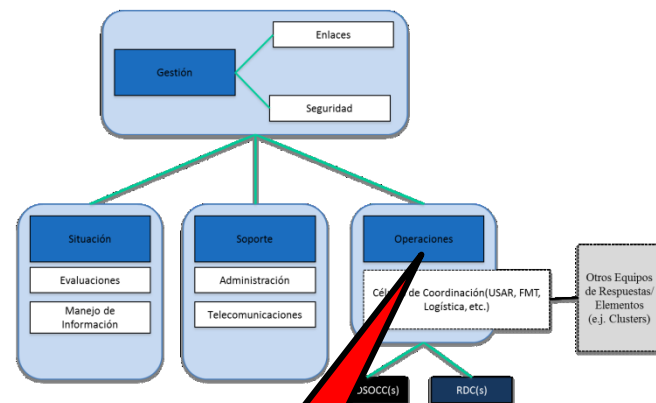 Enlaces
Gestión
Seguridad
Situación
Soporte
Operaciones
Evaluaciones
Administración
de Coordinación(USAR, FMT,
Logística, etc.)
Otros Equipos
de Respuestas/
Elementos
(e.j. Clusters)
Manejo de
Información
Telecomunicaciones
RDC(s)